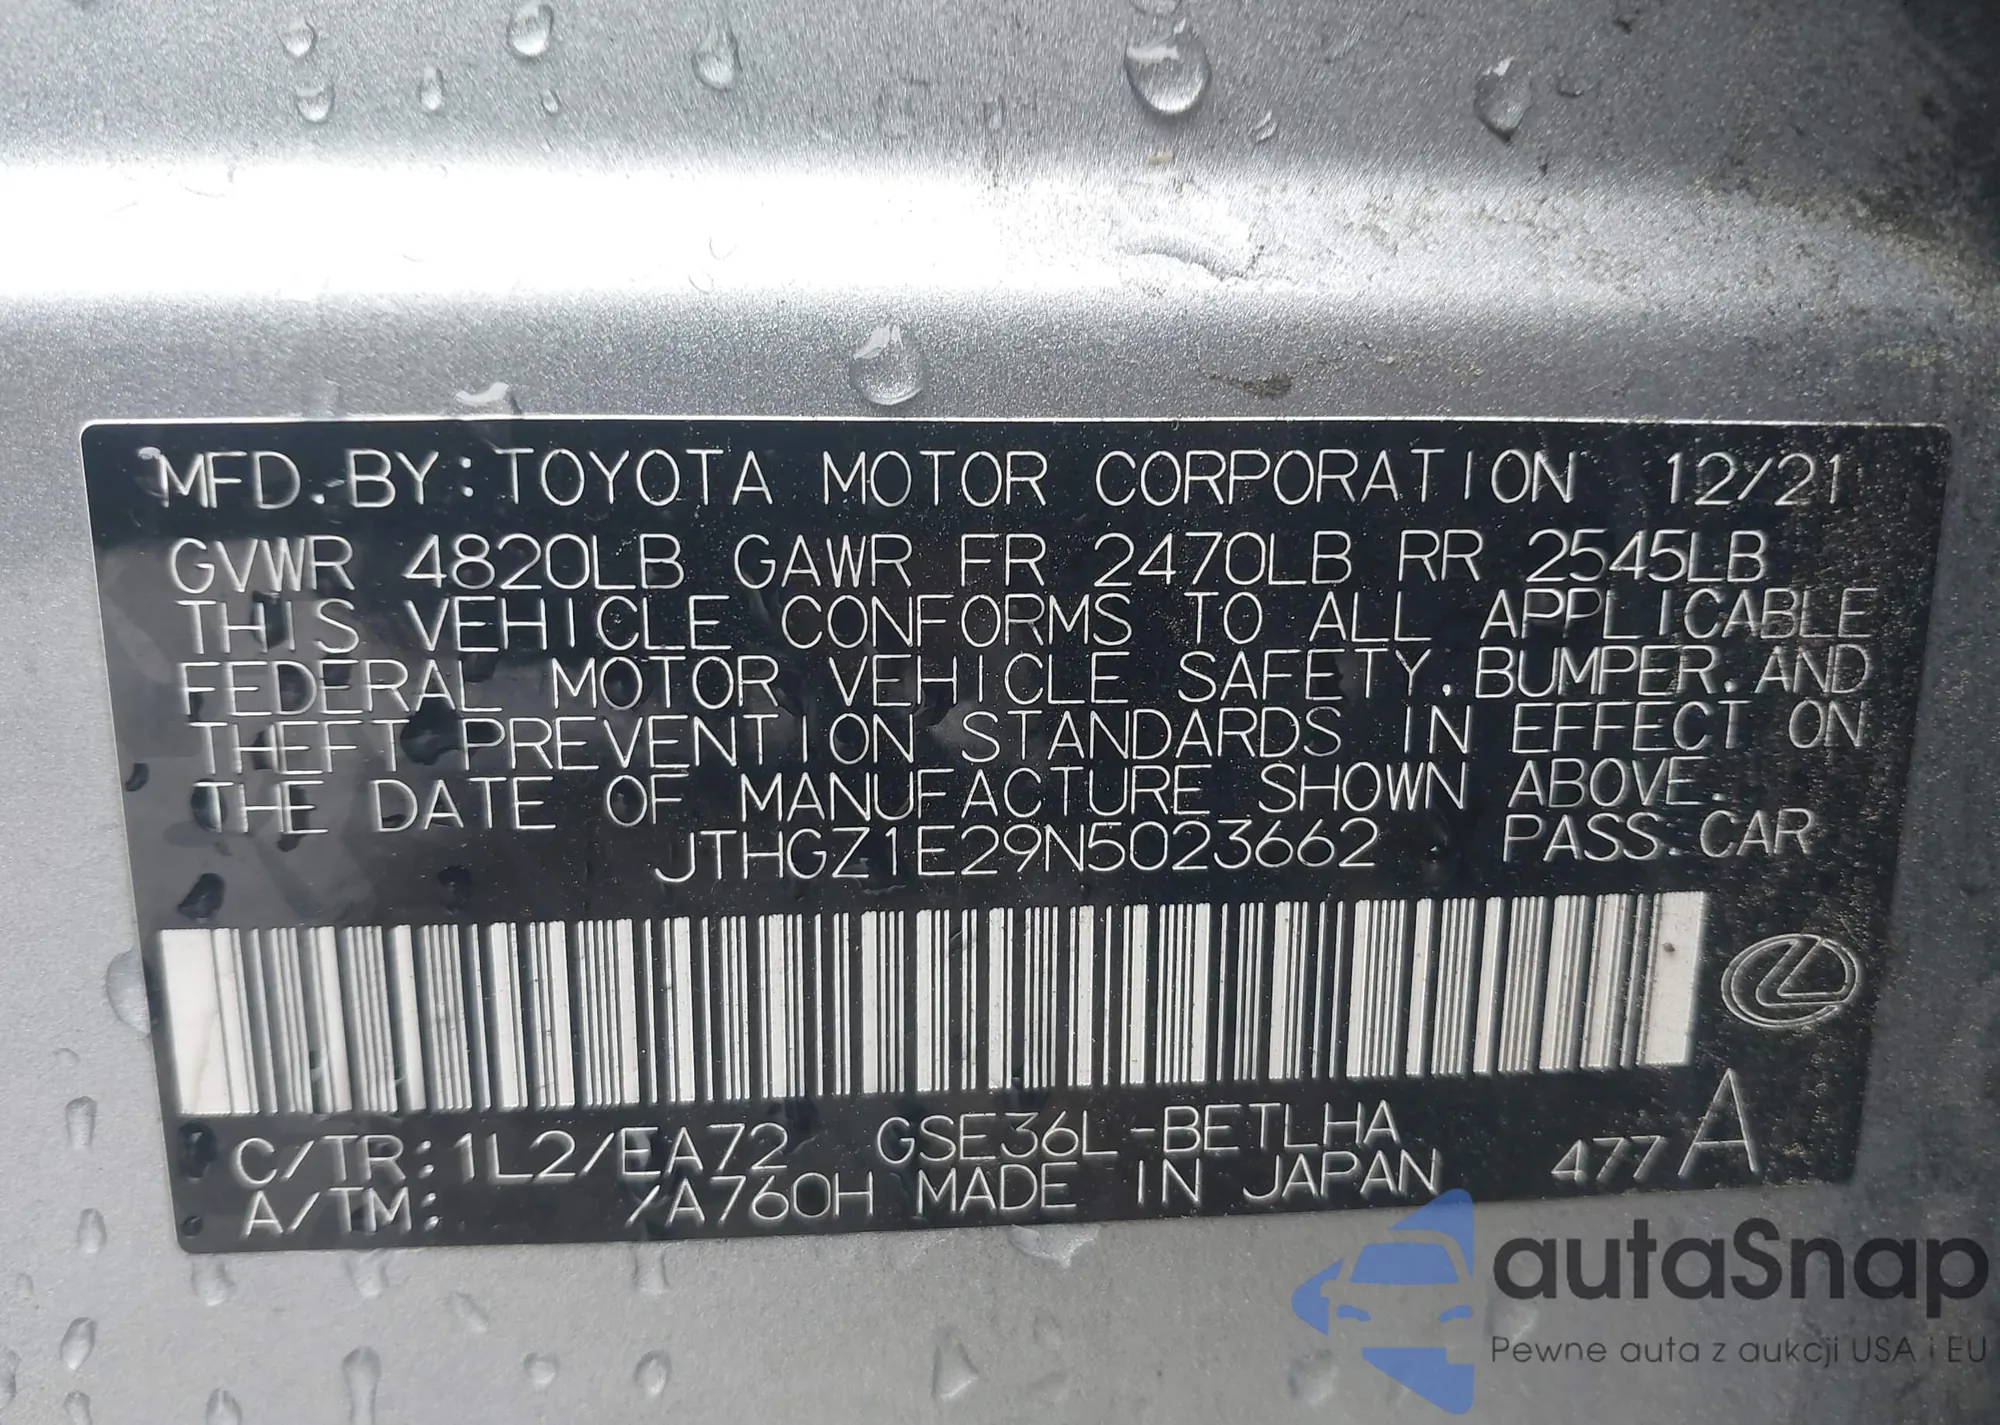 MFD. BY: TOYOTA MOTOR CORPORATION 12/21
GVWR 4820LB GAWR FR 2470LB RR 2545LB
THIS VEHICLE CONFORMS TO ALL APPLICABLE
FEDERAL MOTOR VEHICLE SAFETY, BUMPER, AND
THEFT PREVENTION STANDARDS IN EFFECT ON
THE DATE OF MANUFACTURE SHOWN ABOVE.
JTHGZ1E29N5023662 PASS. CAR
C/TR: 1L2/EA72 GSE36L-BETLHA
A/TM: /A760H MADE IN JAPAN 477 A
autaSnap
Pewne auta z aukcji USA i EU